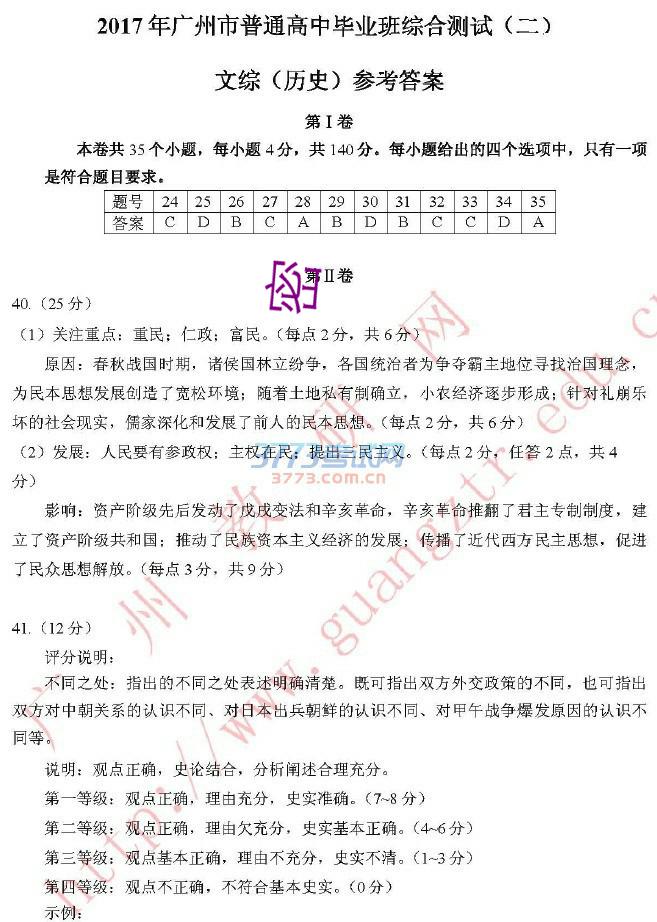 2017年广州市普通高中毕业班综合测试（二）
文综（历史）参考答案
第Ⅰ卷
本卷共35个小题，每小题4分，共140分。每小题给出的四个选项中，只有一项
是符合题目要求。
题号 24 25 26 27 28 29 30 31 32 33 34 35
答案 C D B C A B D B C C D A
密
第Ⅱ卷
40.（25分）
（1）关注重点：重民；仁政；富民。（每点2分，共6分）
原因：春秋战国时期，诸侯国林立纷争，各国统治者为争夺霸主地位寻找治国理念，
为民本思想发展创造了宽松环境；随着土地私有制确立，小农经济逐步形成；针对礼崩乐
坏的社会现实，儒家深化和发展了前人的民本思想。（每点2分，共6分）
（2）发展：人民要有参政权；主权在民；提出三民主义。（每点2分，任答2点，共4
分）
3773考试网
3773.com.cn
影响：资产阶级先后发动了戊戌变法和辛亥革命，辛亥革命推翻了君主专制制度，建
立了资产阶级共和国；推动了民族资本主义经济的发展；传播了近代西方民主思想，促进
了民众思想解放。（每点3分，共9分）
41.（12分）
评分说明：
不同之处：指出的不同之处表述明确清楚。既可指出双方外交政策的不同，也可指出
双方对中朝关系的认识不同、对日本出兵朝鲜的认识不同、对甲午战争爆发原因的认识不
同等。
说明：观点正确，史论结合，分析阐述合理充分。
第一等级：观点正确，理由充分，史实准确。（7~8分）
第二等级：观点正确，理由欠充分，史实基本正确。（4~6分）
第三等级：观点基本正确，理由不充分，史实不清。（1~3分）
第四等级：观点不正确，不符合基本史实。（0分）
示例：
广州教研网
http://www.guangztr.edu.cn